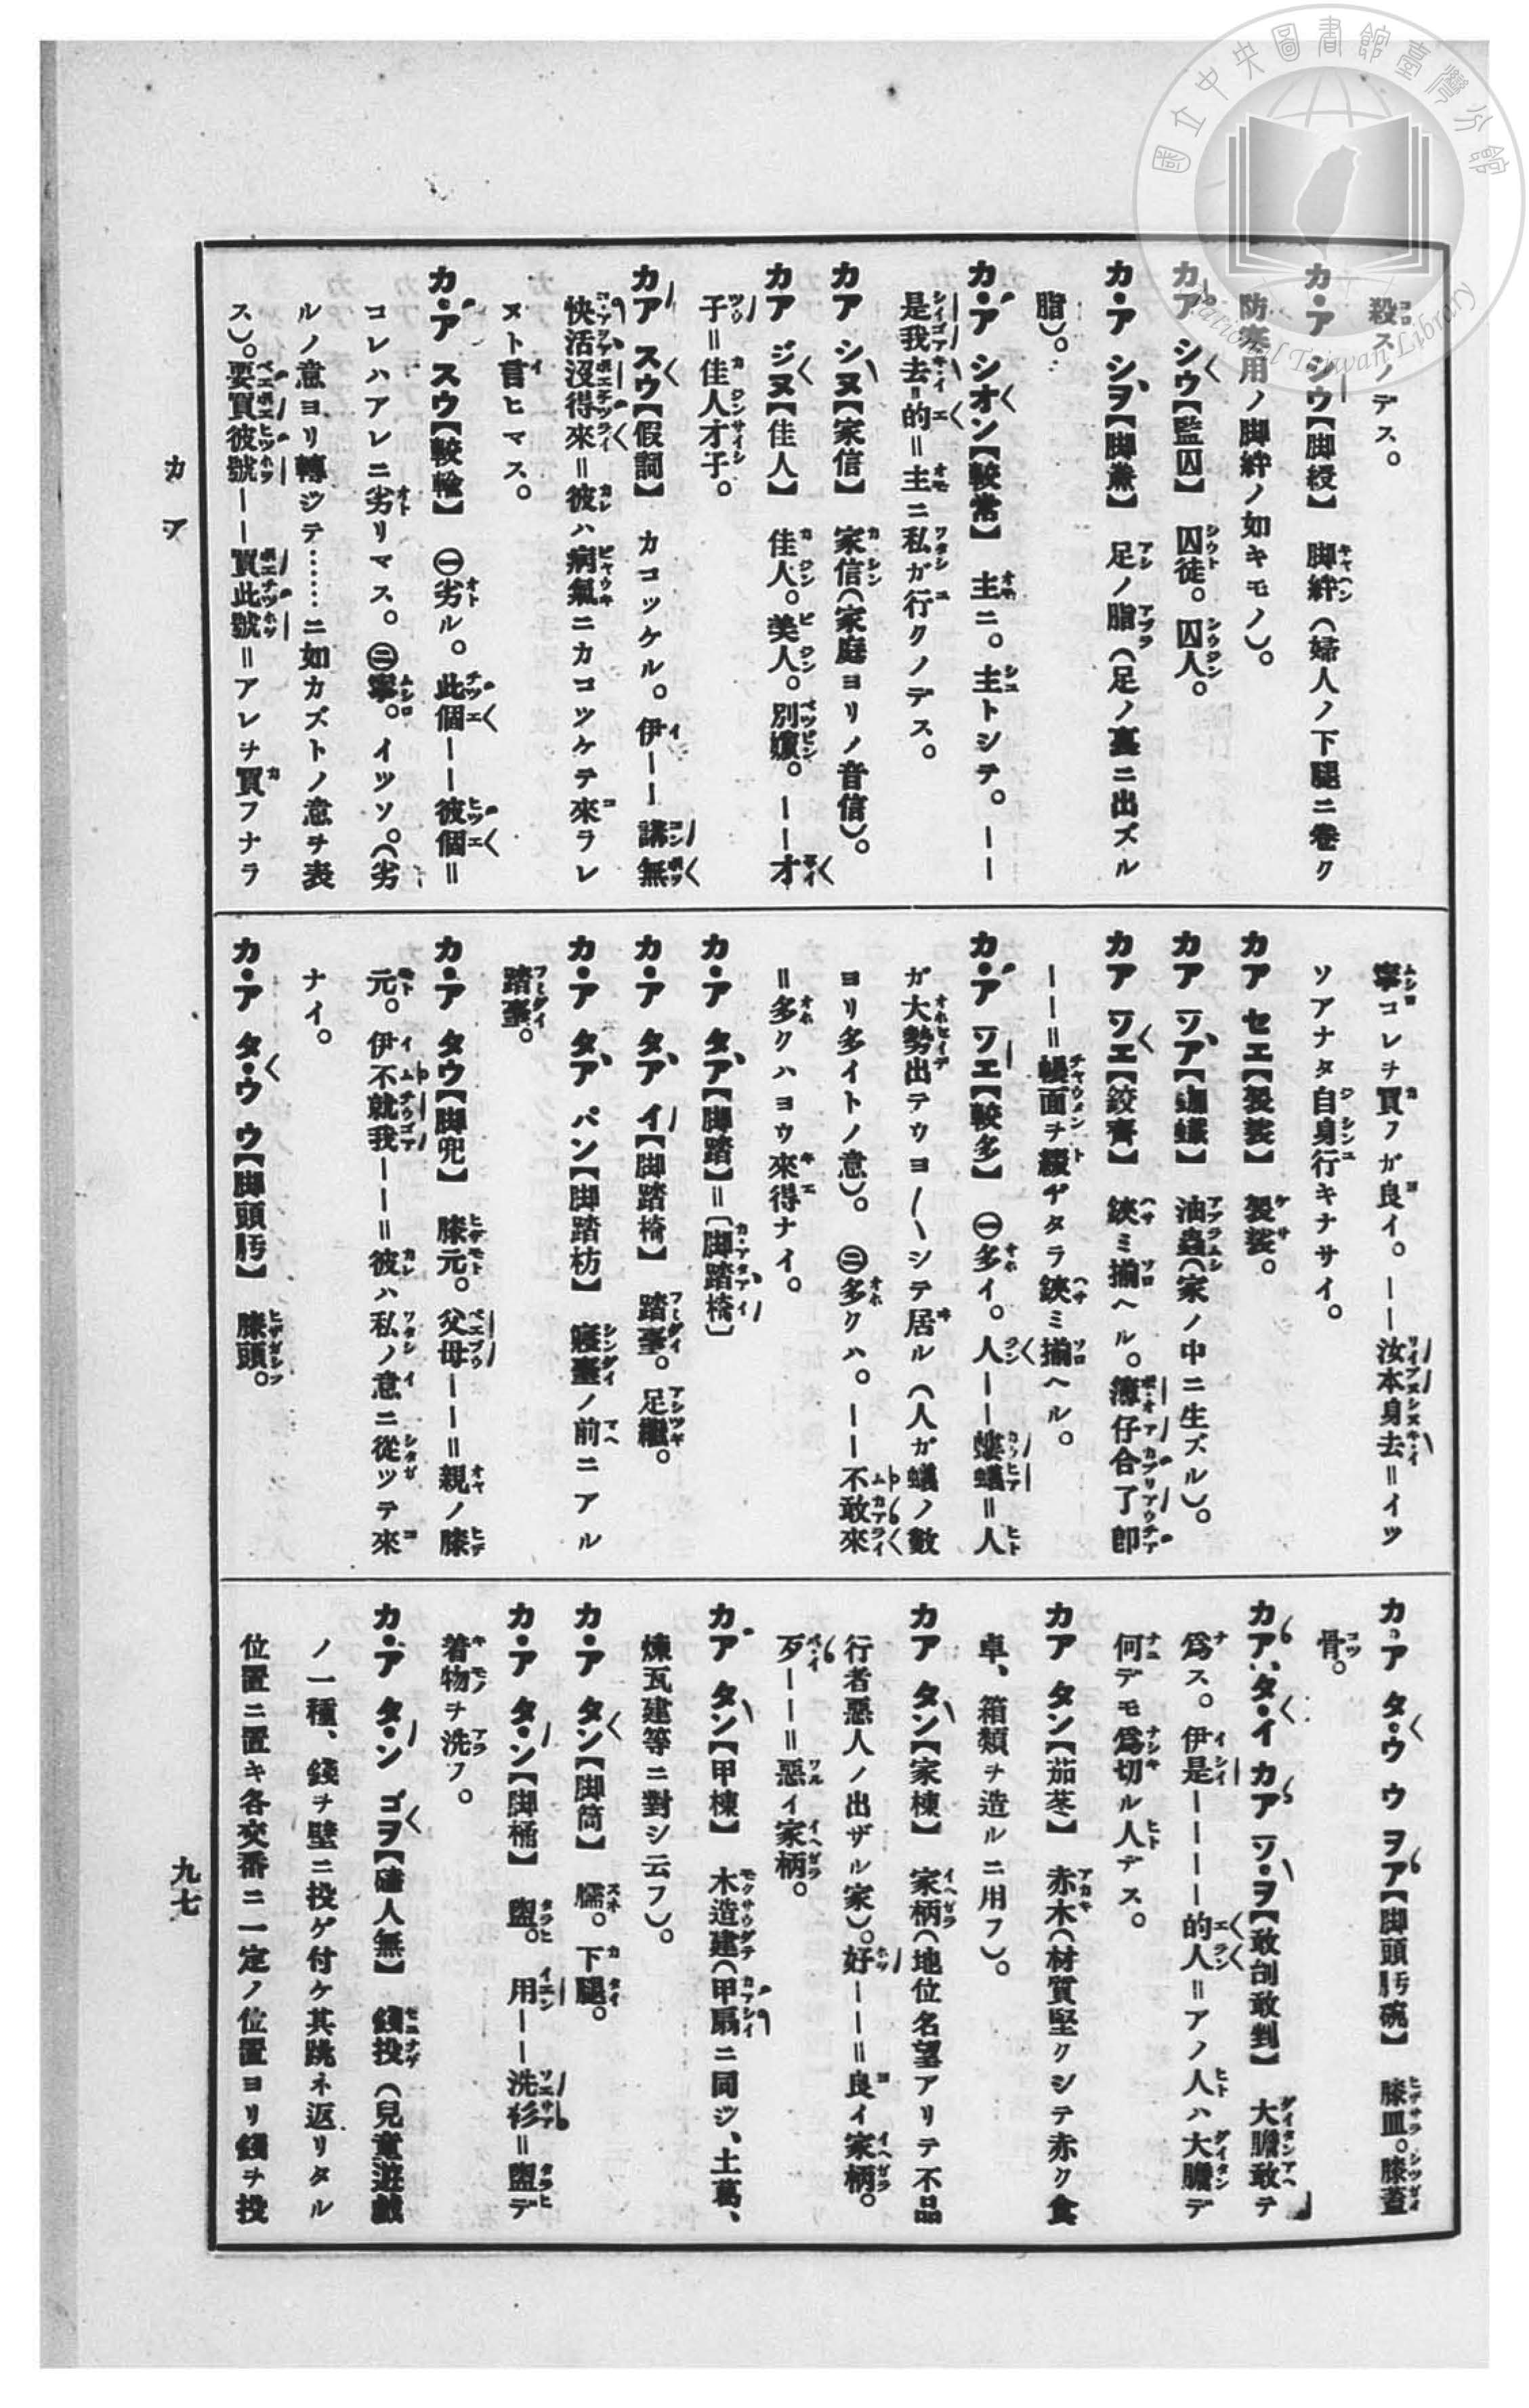 殺スノデス。
カ・ア シウ【脚綬】 脚絆（婦人ノ下腿ニ卷ク
防寒用ノ脚絆ノ如キモノ）。
カア シウ【監囚】 囚徒。囚人。
カ・ア シヲ【脚鼻】 足ノ脂（足ノ裏ニ出ズル
脂）。
カ・ア シオン【較常】 主ニ。主トシテ。――
是我去的＝主ニ私ガ行クノデス。
カア シヌ【家信】 家信（家庭ヨリノ音信）。
カア ジヌ【佳人】 佳人。美人。別嬪。――才
子＝佳人才子。
カア スウ【假詞】 カコツケル。伊――講無
快活沒得來＝彼ハ病氣ニカコツケテ來ラレ
ヌト言ヒマス。
カ・ア スウ【較輸】 ㊀劣ル。此個――彼個＝
コレハアレニ劣リマス。㊁寧。イツソ。（劣
ルノ意ヨリ轉ジテ……ニ如カズトノ意ヲ表
ス）。要買彼號――買此號＝アレヲ買フナラ
寧コレヲ買フガ良イ。――汝本身去＝イツ
ソアナタ自身行キナサイ。
カア セエ【袈裟】 袈裟。
カア ツア【蟉蠘】 油蟲（家ノ中ニ生ズル）。
カア ツエ【鉸齊】 鋏ミ揃ヘル。簿仔合了卽
――＝帳面ヲ綴ヂタラ鋏ミ揃ヘル。
カ・ア ツエ【較多】 ㊀多イ。人――螻蟻＝人
ガ大勢出テウヨ〱シテ居ル（人ガ蟻ノ數
ヨリ多イトノ意）。 ㊁多クハ。――不敢來
＝多クハヨウ來得ナイ。
カ・ア タア【脚踏】＝〔脚踏椅〕
カ・ア タア イ【脚踏椅】 踏臺。足繼。
カ・ア タア パン【脚踏枋】 寢臺ノ前ニアル
踏臺。
カ・ア タウ【脚兜】 膝元。父母――＝親ノ膝
元。伊不就我――＝彼ハ私ノ意ニ從ツテ來
ナイ。
カ・ア タ・ウ ウ【脚頭䏏】 膝頭。
カ・ア タ・ウ ウ ヲア【脚頭䏏碗】 膝皿。膝蓋
骨。
カア タ・イ カア ツ・ヲ【敢刣敢剉】 大膽敢テ
爲ス。伊是――――的人＝アノ人ハ大膽デ
何デモ爲切ル人デス。
カア タン【茄苳】 赤木（材質堅クシテ赤ク食
卓、箱類ヲ造ルニ用フ）。
カア タン【家棟】 家柄（地位名望アリテ不品
行者惡人ノ出ザル家）。好――＝良イ家柄。
歹――＝惡イ家柄。
カア タン【甲棟】 木造建（甲扇ニ同ジ、土葛、
煉瓦建等ニ對シ云フ）。
カ・ア タン【脚筒】 臑。下腿。
カ・ア タ・ン【脚桶】 盥。用――洗衫＝盥デ
着物ヲ洗フ。
カ・ア タ・ン ゴヲ【人無】 錢投（兒童遊戲
ノ一種、錢ヲ壁ニ投ゲ付ケ其跳ネ返リタル
位置ニ置キ各交番ニ一定ノ位置ヨリ錢ヲ投
カ ア
九七
國立中央圖書館臺灣分館
National Taiwan Library